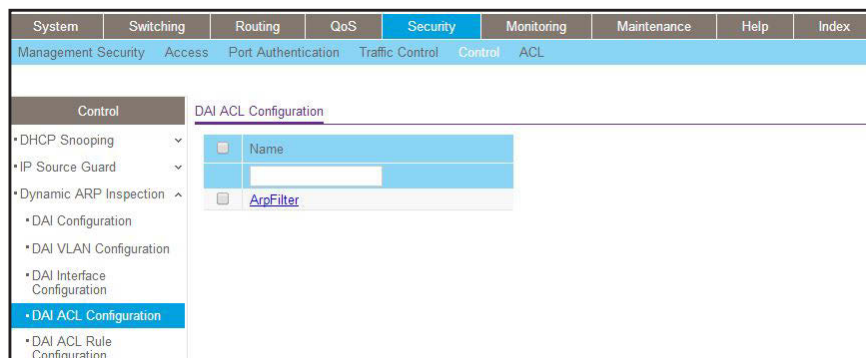 System Switching Routing QoS Security Monitoring Maintenance Help Index
Management Security Access Port Authentication Traffic Control Control ACL
Control
DHCP Snooping
IP Source Guard
Dynamic ARP Inspection
DAI Configuration
DAI VLAN Configuration
DAI Interface
Configuration
DAI ACL Configuration
DAI ACL Rule
Configuration
DAI ACL Configuration
Name
ArpFilter